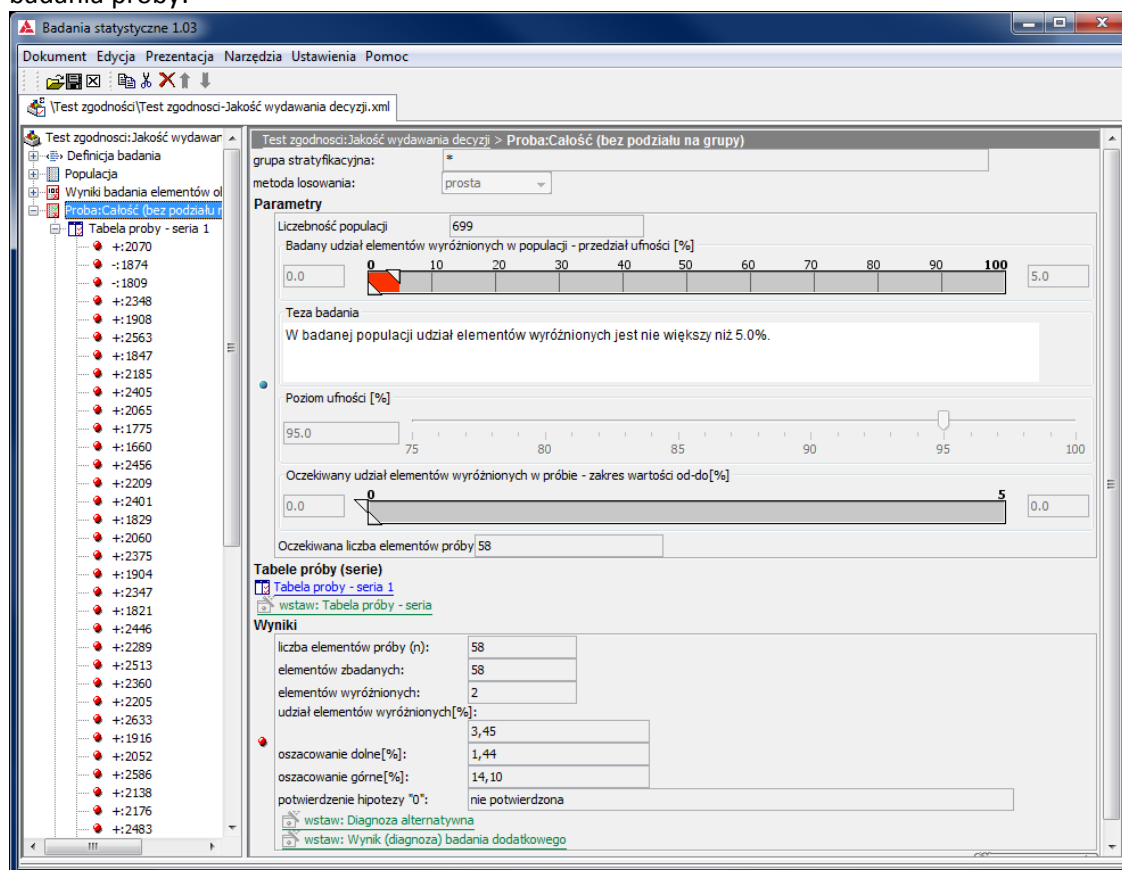 badania próby.
Badania statystyczne 1.03
Dokument Edycja Prezentacja Narzędzia Ustawienia Pomoc
\Test zgodności\Test zgodnosci-Jakość wydawania decyzji.xml
Test zgodnosci:Jakość wydawar
Definicja badania
Populacja
Wyniki badania elementów ol
Proba:Całość (bez podziału r
Tabela proby - seria 1
+:2070
-:1874
-:1809
+:2348
+:1908
+:2563
+:1847
+:2185
+:2405
+:2065
+:1775
+:1660
+:2456
+:2209
+:2401
+:1829
+:2060
+:2375
+:1904
+:2347
+:1821
+:2446
+:2289
+:2513
+:2360
+:2205
+:2633
+:1916
+:2052
+:2586
+:2138
+:2176
+:2483
Test zgodnosci:Jakość wydawania decyzji > Proba:Całość (bez podziału na grupy)
grupa stratyfikacyjna: *
metoda losowania: prosta
Parametry
Liczebność populacji 699
Badany udział elementów wyróżnionych w populacji - przedział ufności [%]
0.0 0 10 20 30 40 50 60 70 80 90 100 5.0
Teza badania
W badanej populacji udział elementów wyróżnionych jest nie większy niż 5.0%.
Poziom ufności [%]
95.0
75 80 85 90 95 100
Oczekiwany udział elementów wyróżnionych w próbie - zakres wartości od-do[%]
0.0 0 5 0.0
Oczekiwana liczba elementów próby 58
Tabele próby (serie)
Tabela proby - seria 1
wstaw: Tabela próby - seria
Wyniki
liczba elementów próby (n): 58
elementów zbadanych: 58
elementów wyróżnionych: 2
udział elementów wyróżnionych[%]:
3,45
oszacowanie dolne[%]: 1,44
oszacowanie górne[%]: 14,10
potwierdzenie hipotezy "0": nie potwierdzona
wstaw: Diagnoza alternatywna
wstaw: Wynik (diagnoza) badania dodatkowego